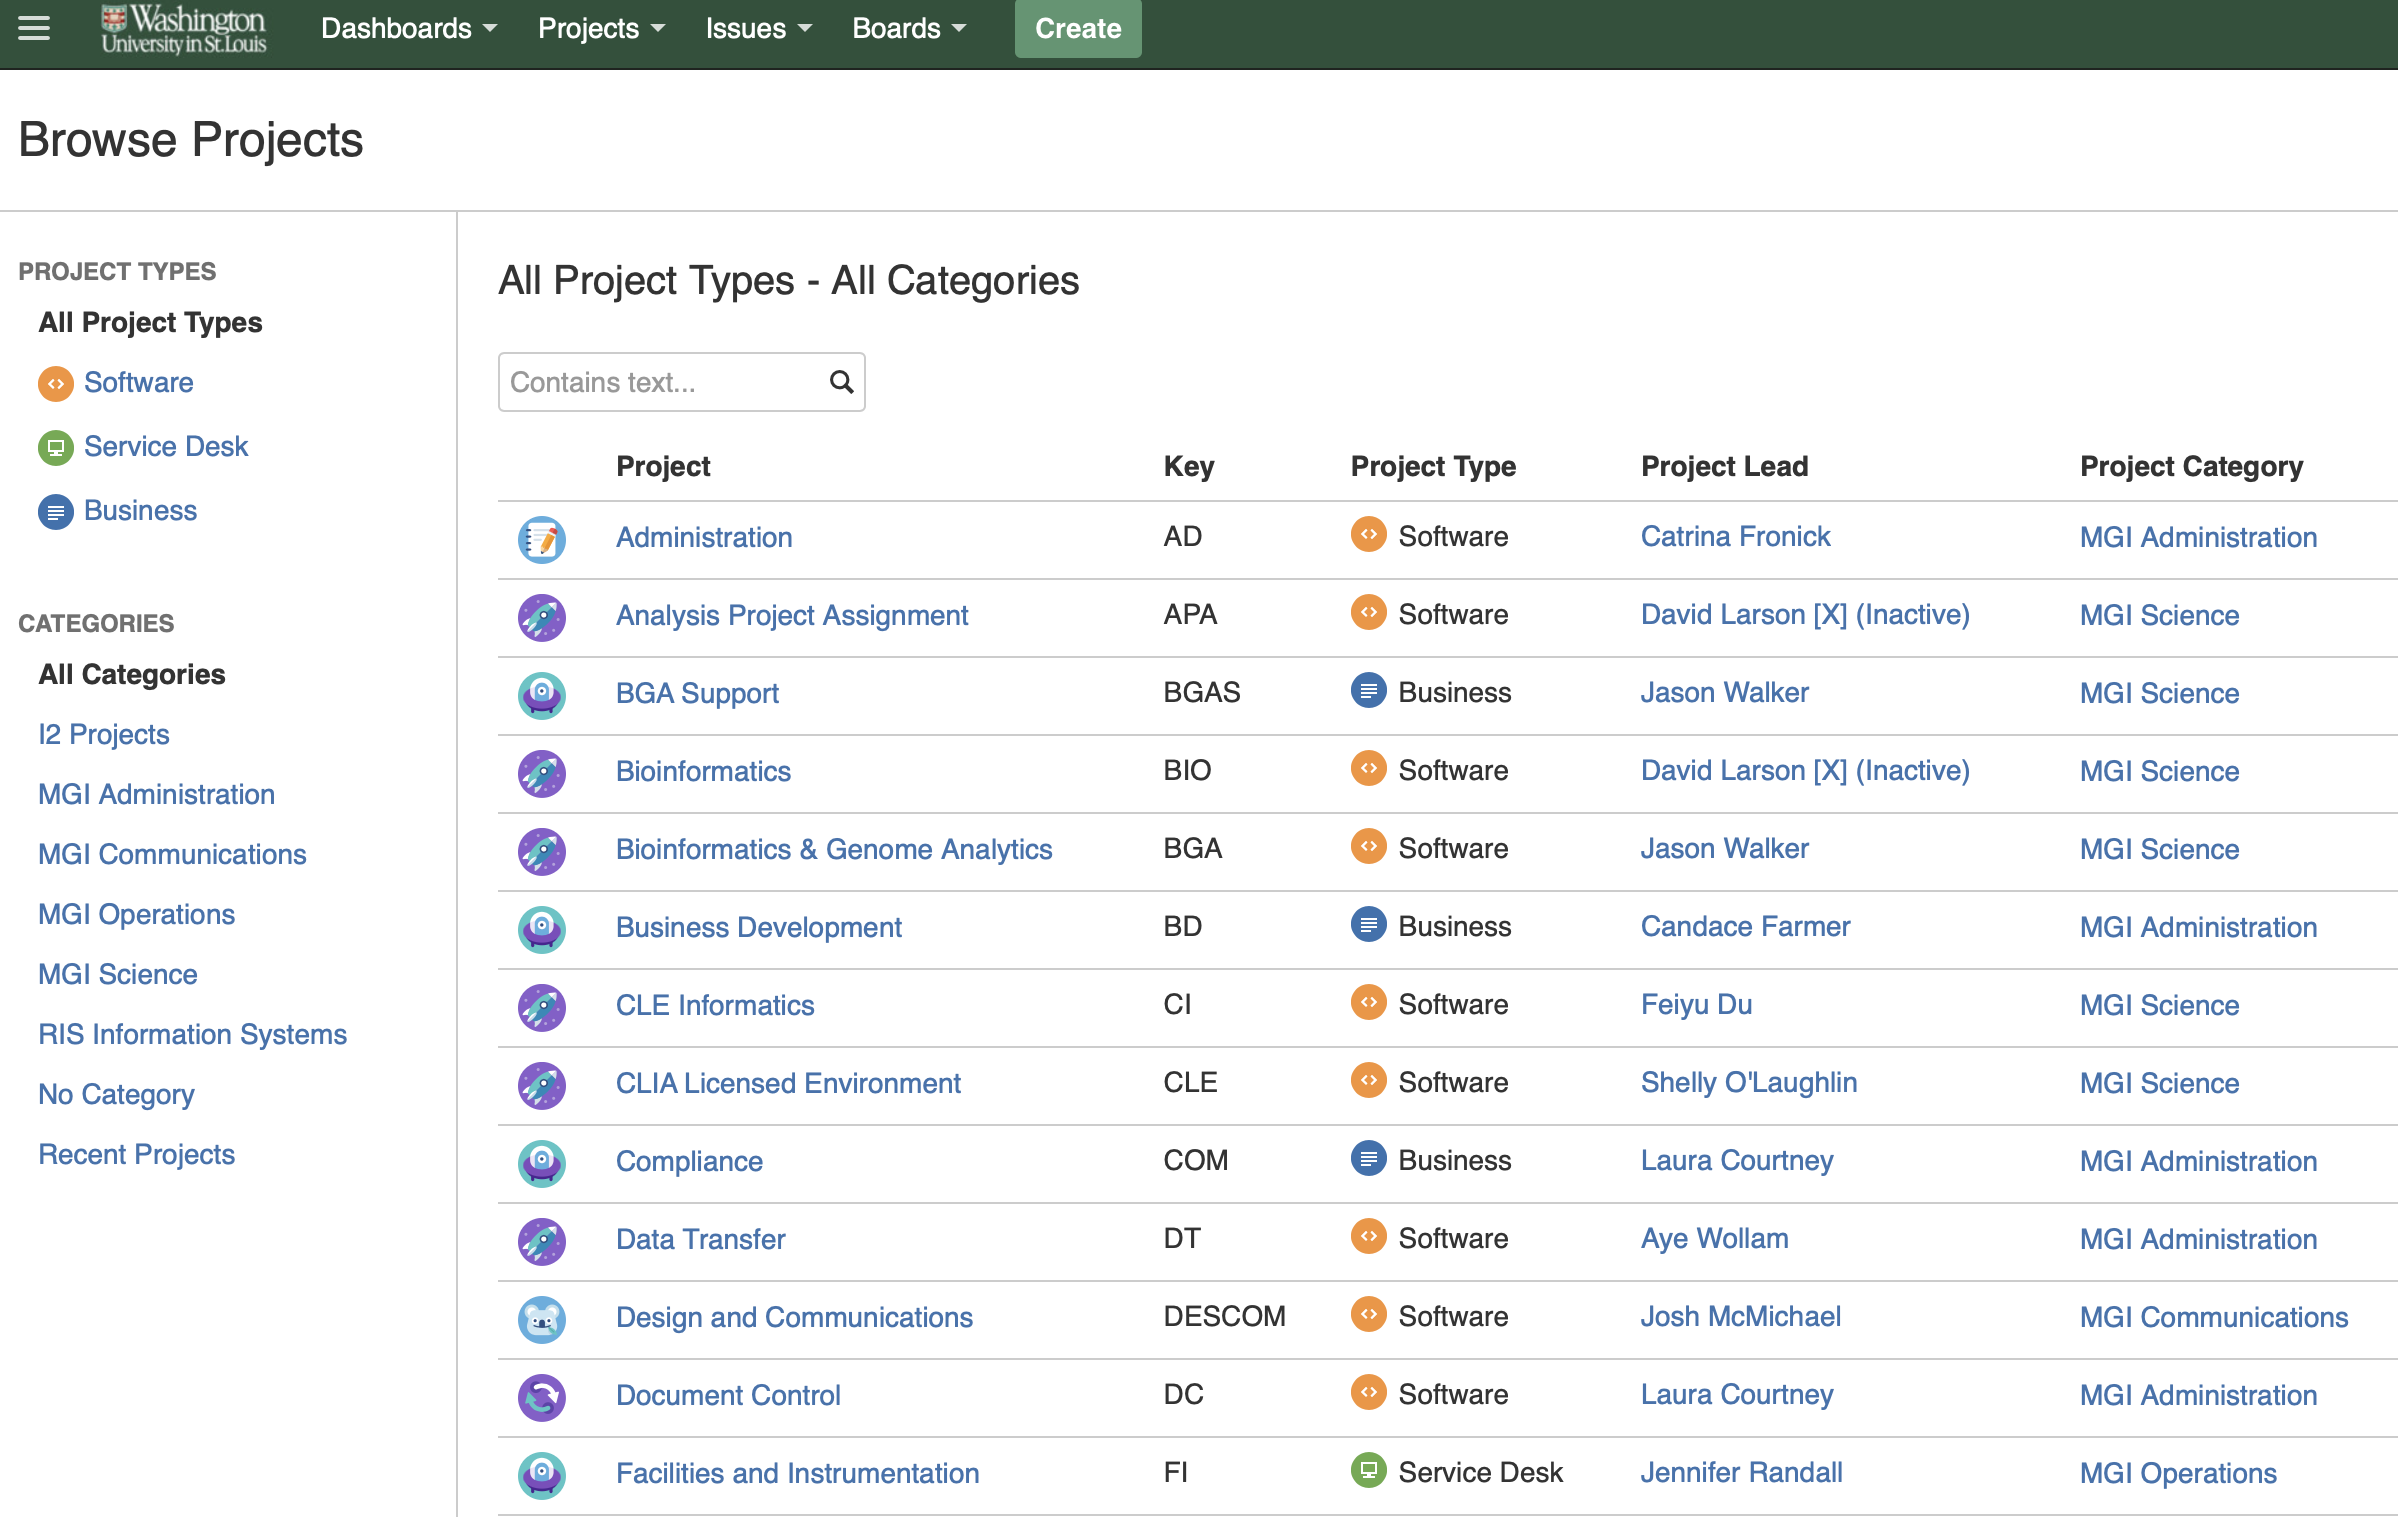 Washington
University in St. Louis
Dashboards Projects Issues Boards Create
Browse Projects
PROJECT TYPES
All Project Types
Software
Service Desk
Business
CATEGORIES
All Categories
I2 Projects
MGI Administration
MGI Communications
MGI Operations
MGI Science
RIS Information Systems
No Category
Recent Projects
All Project Types - All Categories
Contains text...
Project Key Project Type Project Lead Project Category
Administration AD Software Catrina Fronick MGI Administration
Analysis Project Assignment APA Software David Larson [X] (Inactive) MGI Science
BGA Support BGAS Business Jason Walker MGI Science
Bioinformatics BIO Software David Larson [X] (Inactive) MGI Science
Bioinformatics & Genome Analytics BGA Software Jason Walker MGI Science
Business Development BD Business Candace Farmer MGI Administration
CLE Informatics CI Software Feiyu Du MGI Science
CLIA Licensed Environment CLE Software Shelly O'Laughlin MGI Science
Compliance COM Business Laura Courtney MGI Administration
Data Transfer DT Software Aye Wollam MGI Administration
Design and Communications DESCOM Software Josh McMichael MGI Communications
Document Control DC Software Laura Courtney MGI Administration
Facilities and Instrumentation FI Service Desk Jennifer Randall MGI Operations